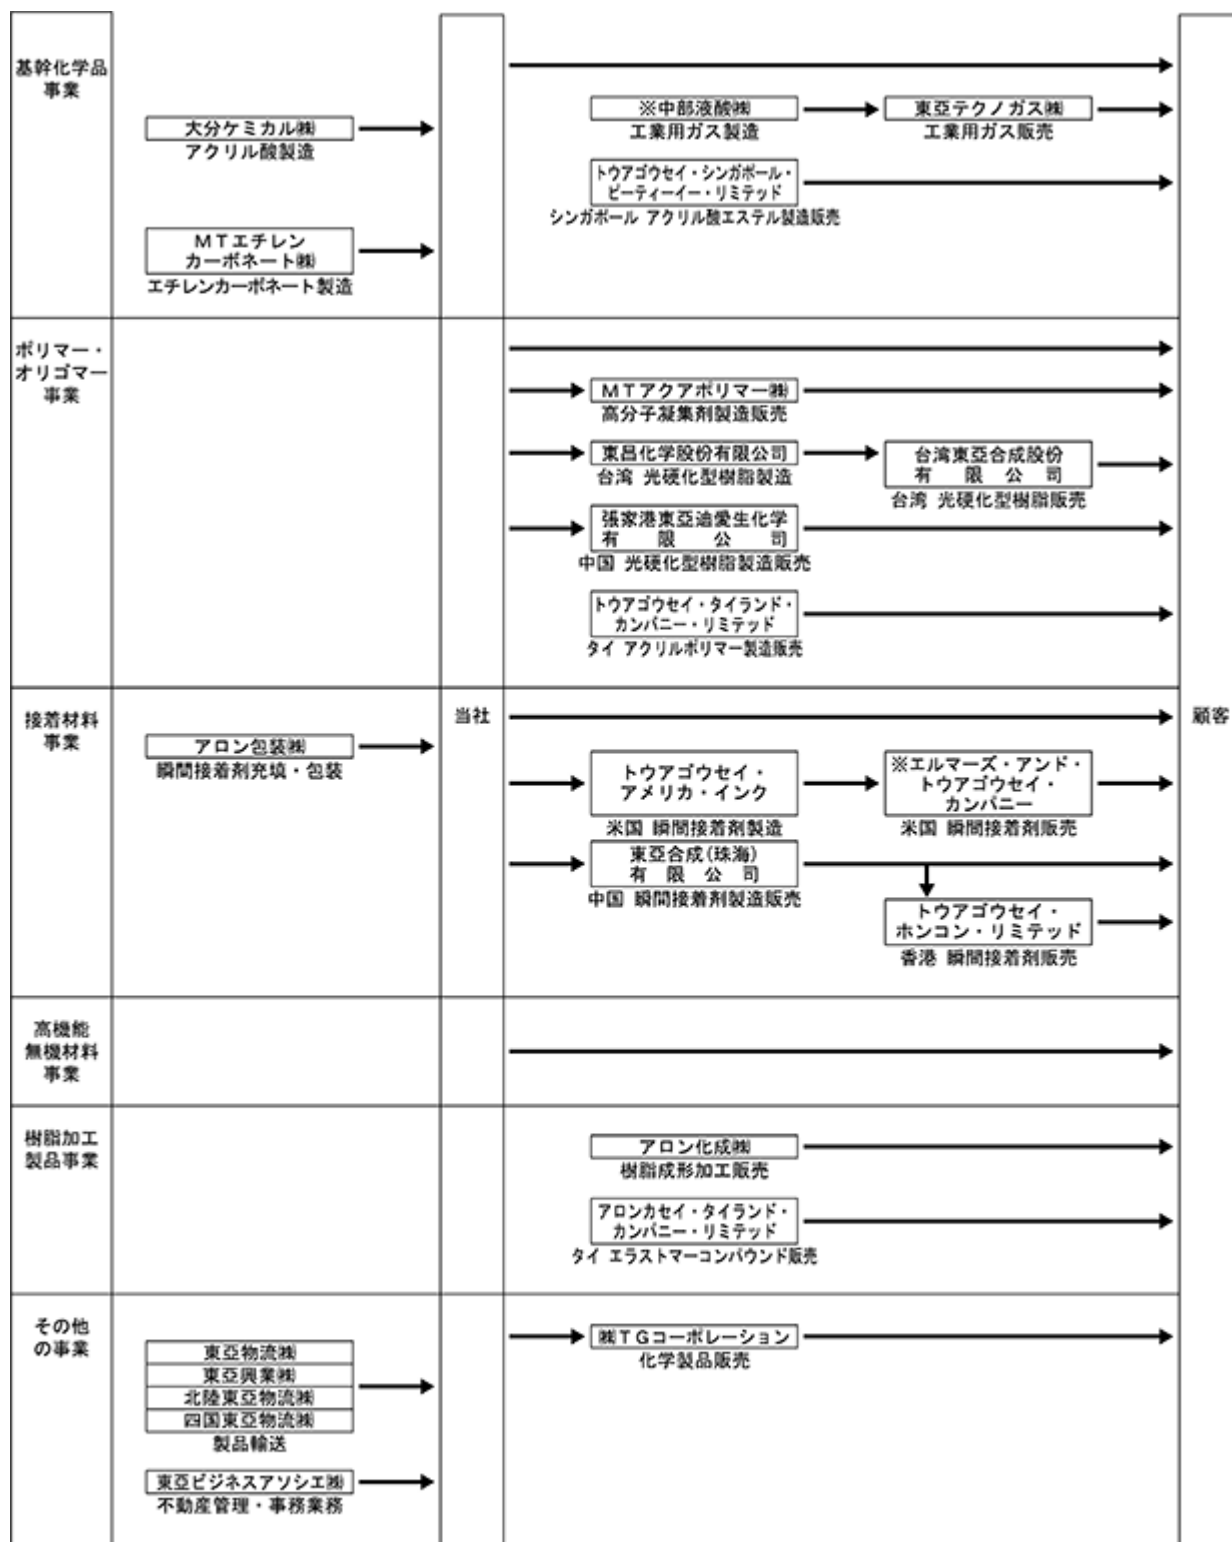 基幹化学品
事業
大分ケミカル㈱
アクリル酸製造
MTエチレン
カーボネート㈱
エチレンカーボネート製造
※中部液酸㈱
工業用ガス製造
東亞テクノガス㈱
工業用ガス販売
トウアゴウセイ・シンガポール・
ピーティーイー・リミテッド
シンガポール アクリル酸エステル製造販売
ポリマー・
オリゴマー
事業
MTアクアポリマー㈱
高分子凝集剤製造販売
東昌化学股份有限公司
台湾 光硬化型樹脂製造
台湾東亞合成股份
有限公司
台湾 光硬化型樹脂販売
張家港東亞迪愛生化学
有限公司
中国 光硬化型樹脂製造販売
トウアゴウセイ・タイランド・
カンパニー・リミテッド
タイ アクリルポリマー製造販売
接着材料
事業
アロン包装㈱
瞬間接着剤充填・包装
当社
トウアゴウセイ・
アメリカ・インク
米国 瞬間接着剤製造
※エルマーズ・アンド・
トウアゴウセイ・
カンパニー
米国 瞬間接着剤販売
東亞合成(珠海)
有限公司
中国 瞬間接着剤製造販売
トウアゴウセイ・
ホンコン・リミテッド
香港 瞬間接着剤販売
顧客
高機能
無機材料
事業
樹脂加工
製品事業
アロン化成㈱
樹脂成形加工販売
アロンカセイ・タイランド・
カンパニー・リミテッド
タイ エラストマーコンパウンド販売
その他
の事業
東亞物流㈱
東亞興業㈱
北陸東亞物流㈱
四国東亞物流㈱
製品輸送
東亞ビジネスアソシエ㈱
不動産管理・事務業務
㈱TGコーポレーション
化学製品販売